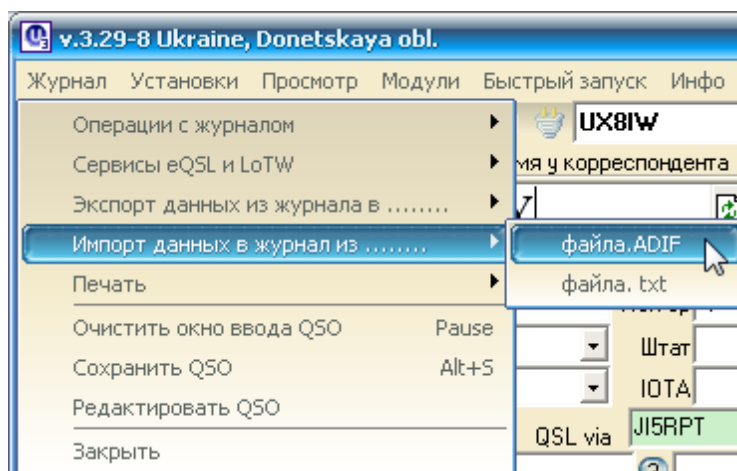 v.3.29-8 Ukraine, Donetskaya obl.
Журнал Установки Просмотр Модули Быстрый запуск Инфо
Операции с журналом
UX8IW
Сервисы eQSL и LoTW
мя у корреспондента
Экспорт данных из журнала в ........
Импорт данных в журнал из ........
файла.ADIF
Печать
файла. txt
Очистить окно ввода QSO Pause
Штат
Сохранить QSO Alt+S
IOTA
Редактировать QSO
QSL via JI5RPT
Закрыть